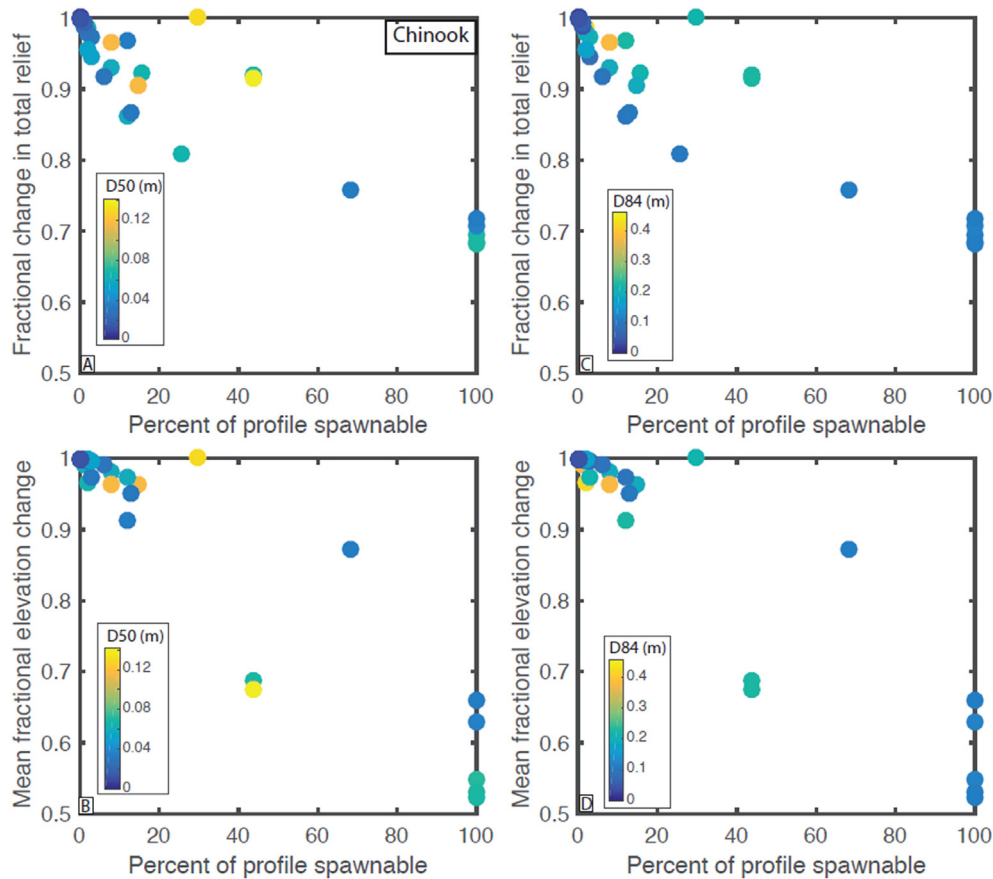 Chinook
Fractional change in total relief
1
0.9
0.8
0.7
0.6
0.5
D50 (m)
0.12
0.08
0.04
0
A
0 20 40 60 80 100
Percent of profile spawnable
Fractional change in total relief
1
0.9
0.8
0.7
0.6
0.5
D84 (m)
0.4
0.3
0.2
0.1
0
C
0 20 40 60 80 100
Percent of profile spawnable
Mean fractional elevation change
1
0.9
0.8
0.7
0.6
0.5
D50 (m)
0.12
0.08
0.04
0
B
0 20 40 60 80 100
Percent of profile spawnable
Mean fractional elevation change
1
0.9
0.8
0.7
0.6
0.5
D84 (m)
0.4
0.3
0.2
0.1
0
D
0 20 40 60 80 100
Percent of profile spawnable